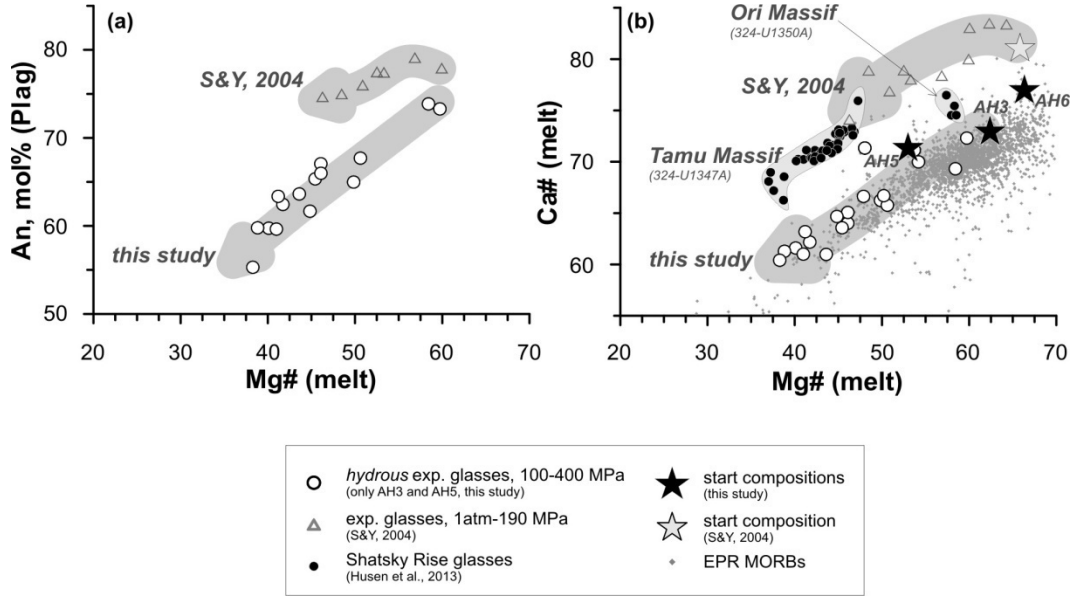 (a)
An, mol% (Plag)
80
70
60
50
S&Y, 2004
this study
20 30 40 50 60 70
Mg# (melt)
(b)
Ca# (melt)
80
70
60
Ori Massif
(324-U1350A)
S&Y, 2004
AH6
AH3
AH5
Tamu Massif
(324-U1347A)
this study
20 30 40 50 60 70
Mg# (melt)
hydrous exp. glasses, 100-400 MPa
(only AH3 and AH5, this study)
exp. glasses, 1atm-190 MPa
(S&Y, 2004)
Shatsky Rise glasses
(Husen et al., 2013)
start compositions
(this study)
start composition
(S&Y, 2004)
EPR MORBs